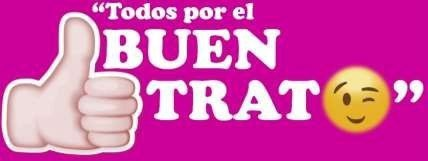 “Todos por el
BUEN
TRAT😉”